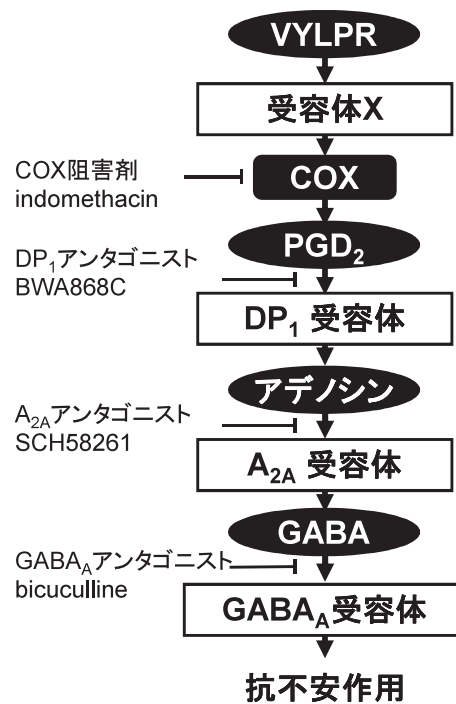 VYLPR
受容体X
COX阻害剤
indomethacin
COX
PGD₂
DP₁アンタゴニスト
BWA868C
DP₁ 受容体
アデノシン
A₂Aアンタゴニスト
SCH58261
A₂A 受容体
GABA
GABAAアンタゴニスト
bicuculline
GABAA受容体
抗不安作用